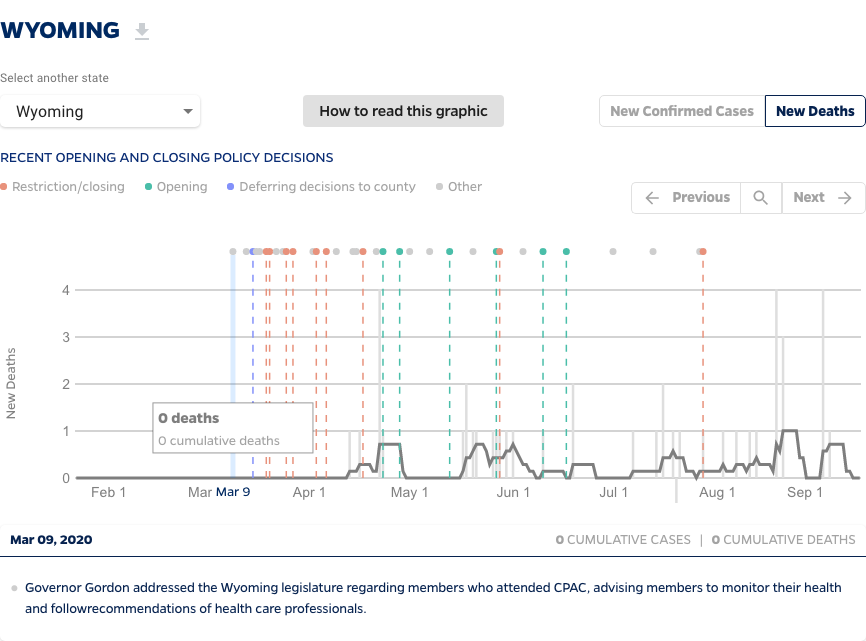 WYOMING
Select another state
Wyoming
How to read this graphic
New Confirmed Cases
New Deaths
RECENT OPENING AND CLOSING POLICY DECISIONS
Restriction/closing
Opening
Deferring decisions to county
Other
Previous
Next
4
3
2
1
0
New Deaths
0 deaths
0 cumulative deaths
Feb 1
Mar
Mar 9
Apr 1
May 1
Jun 1
Jul 1
Aug 1
Sep 1
Mar 09, 2020
0 CUMULATIVE CASES | 0 CUMULATIVE DEATHS
Governor Gordon addressed the Wyoming legislature regarding members who attended CPAC, advising members to monitor their health
and followrecommendations of health care professionals.